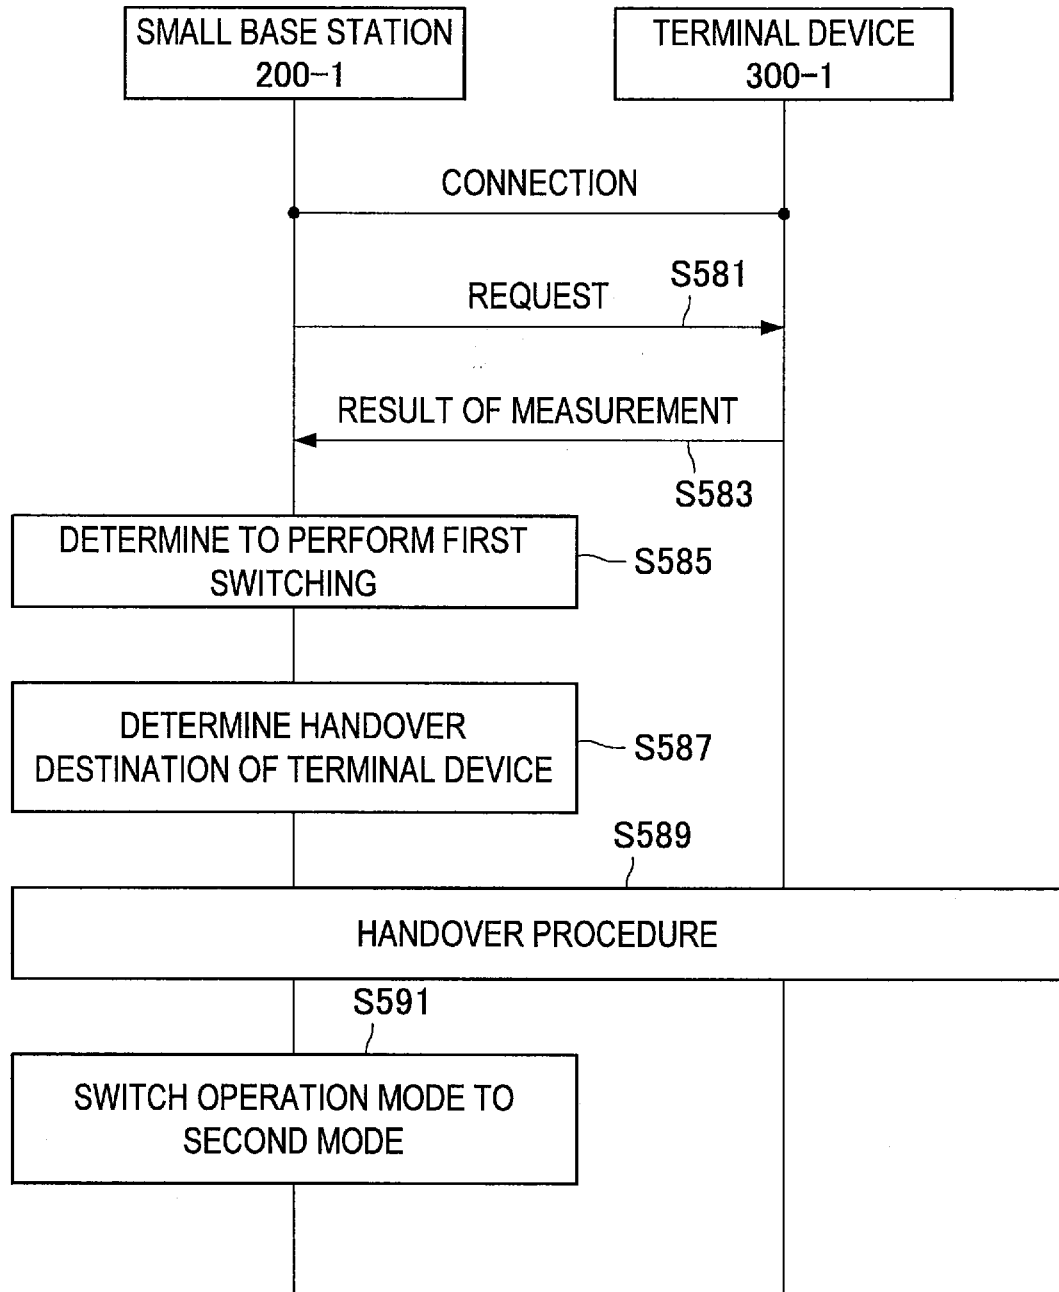 SMALL BASE STATION
200-1
TERMINAL DEVICE
300-1
CONNECTION
S581
REQUEST
RESULT OF MEASUREMENT
S583
DETERMINE TO PERFORM FIRST
SWITCHING
S585
DETERMINE HANDOVER
DESTINATION OF TERMINAL DEVICE
S587
S589
HANDOVER PROCEDURE
S591
SWITCH OPERATION MODE TO
SECOND MODE